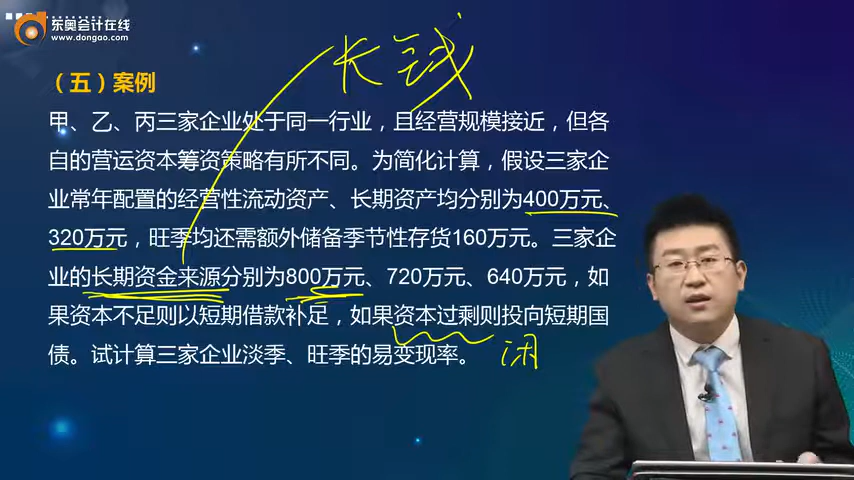 东奥会计在线
www.dongao.com
长钱
（五）案例
甲、乙、丙三家企业处于同一行业，且经营规模接近，但各
自的营运资本筹资策略有所不同。为简化计算，假设三家企
业常年配置的经营性流动资产、长期资产均分别为400万元、
320万元，旺季均还需额外储备季节性存货160万元。三家企
业的长期资金来源分别为800万元、720万元、640万元，如
果资本不足则以短期借款补足，如果资本过剩则投向短期国
债。试计算三家企业淡季、旺季的易变现率。
闲